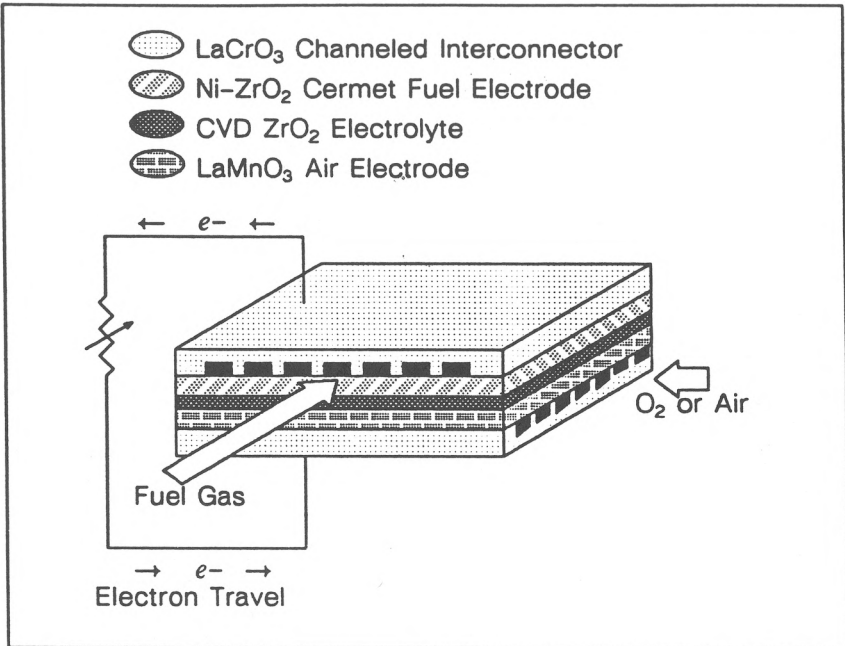 LaCrO₃ Channeled Interconnector
Ni–ZrO₂ Cermet Fuel Electrode
CVD ZrO₂ Electrolyte
LaMnO₃ Air Electrode
← e– ←
O₂ or Air
Fuel Gas
→ e– →
Electron Travel